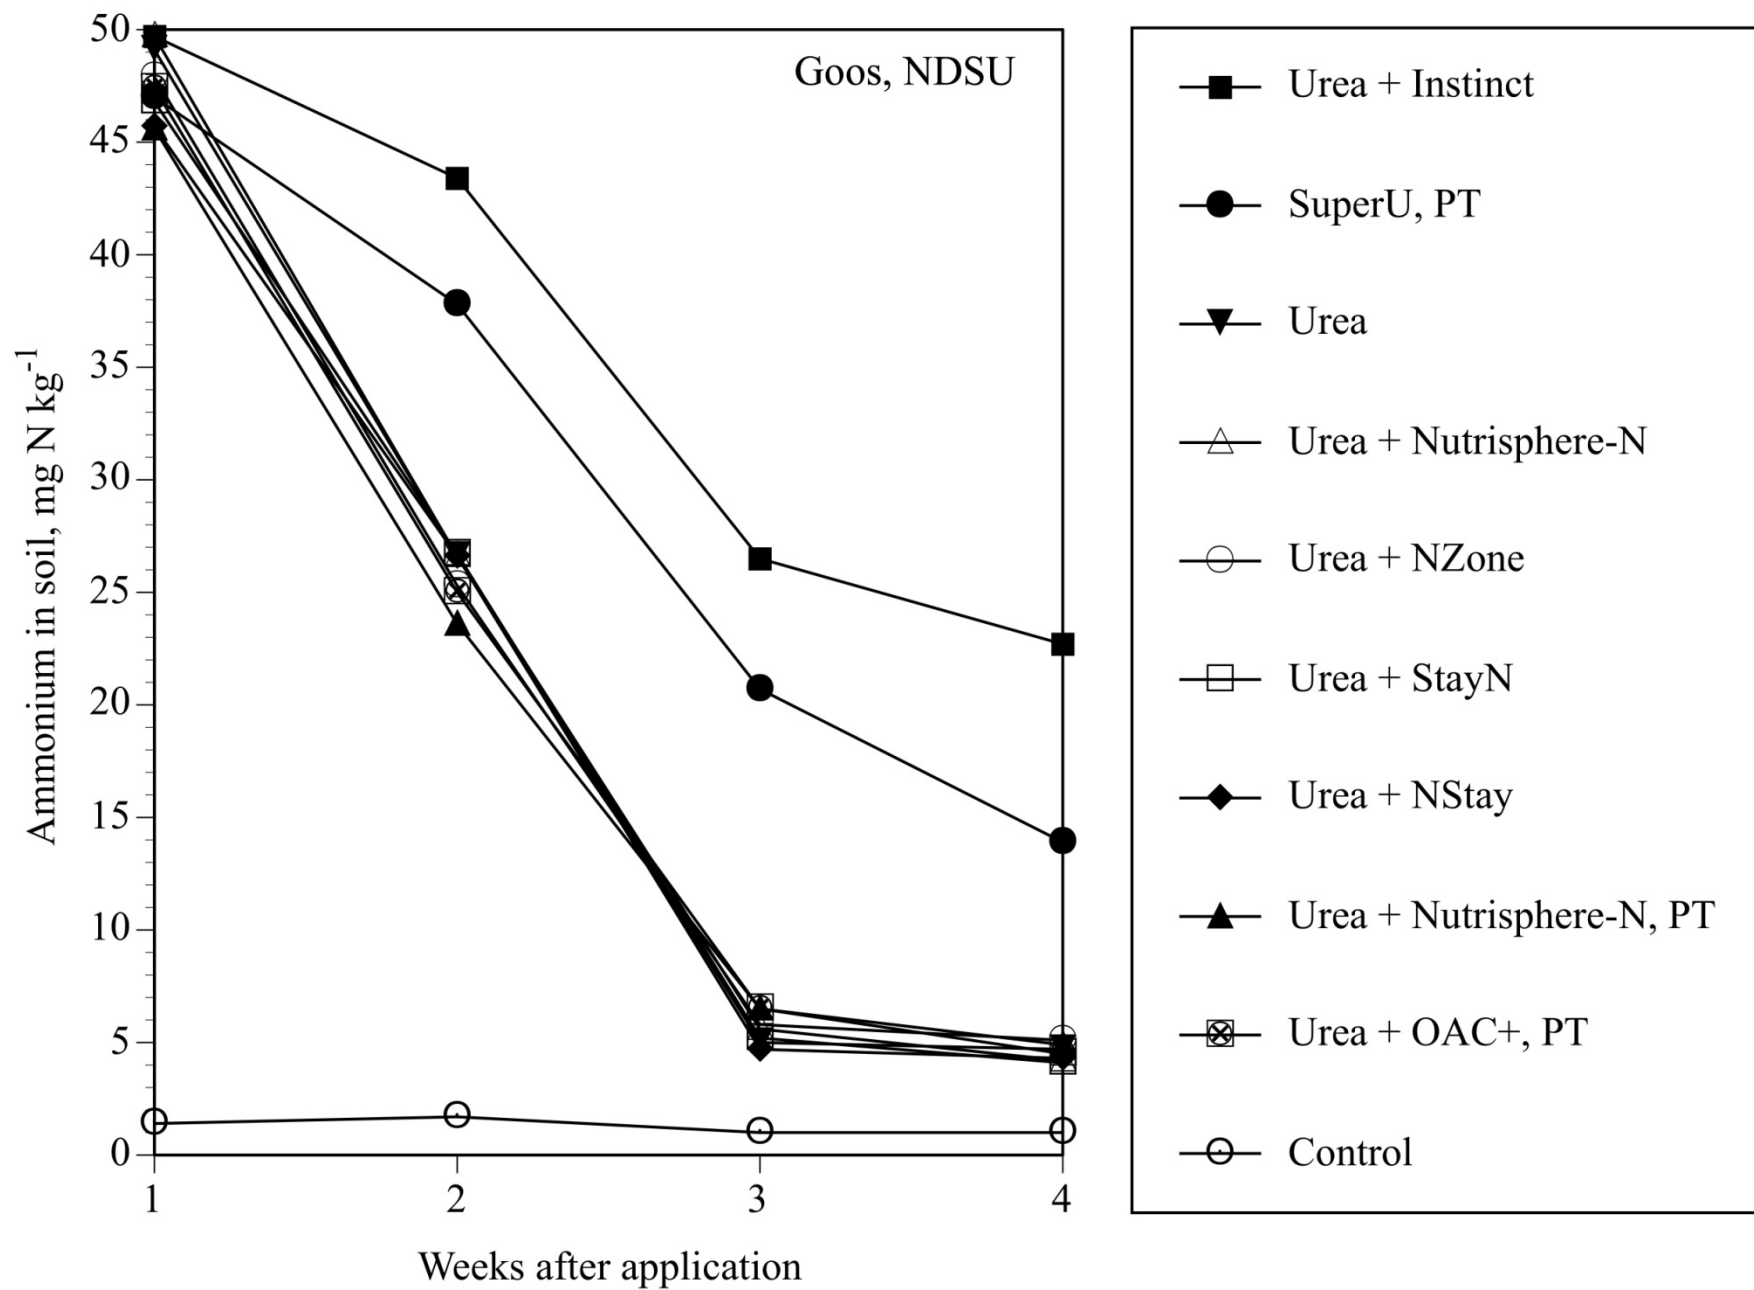 50
45
40
35
30
25
20
15
10
5
0
Ammonium in soil, mg N kg⁻¹
Goos, NDSU
1 2 3 4
Weeks after application
Urea + Instinct
SuperU, PT
Urea
Urea + Nutrisphere-N
Urea + NZone
Urea + StayN
Urea + NStay
Urea + Nutrisphere-N, PT
Urea + OAC+, PT
Control